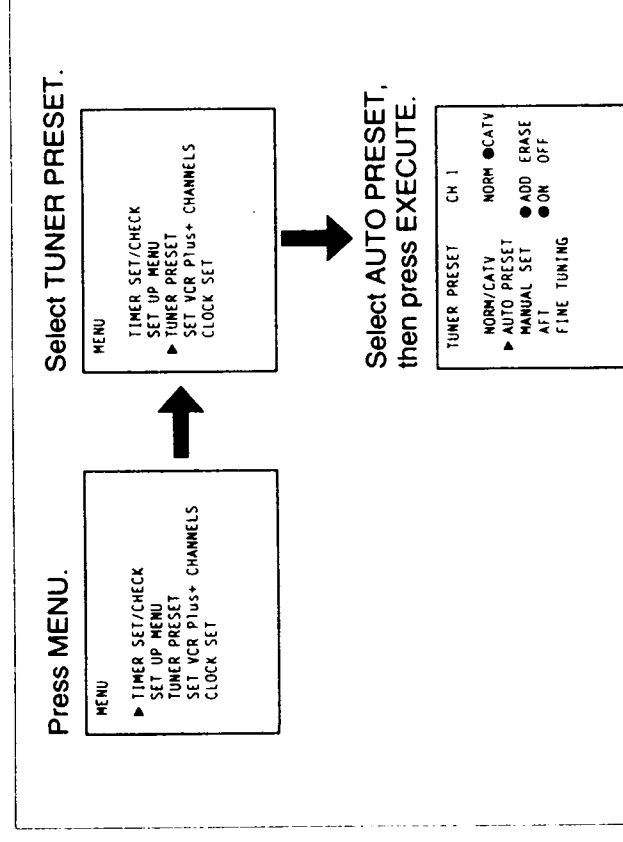 Press MENU.
MENU
▶ TIMER SET/CHECK
SET UP MENU
TUNER PRESET
SET VCR Plus+ CHANNELS
CLOCK SET
Select TUNER PRESET.
MENU
TIMER SET/CHECK
SET UP MENU
▶ TUNER PRESET
SET VCR Plus+ CHANNELS
CLOCK SET
Select AUTO PRESET,
then press EXECUTE.
TUNER PRESET CH 1
NORM/CATV NORM ●CATV
▶ AUTO PRESET
MANUAL SET ●ADD ERASE
AFT ●ON OFF
FINE TUNING